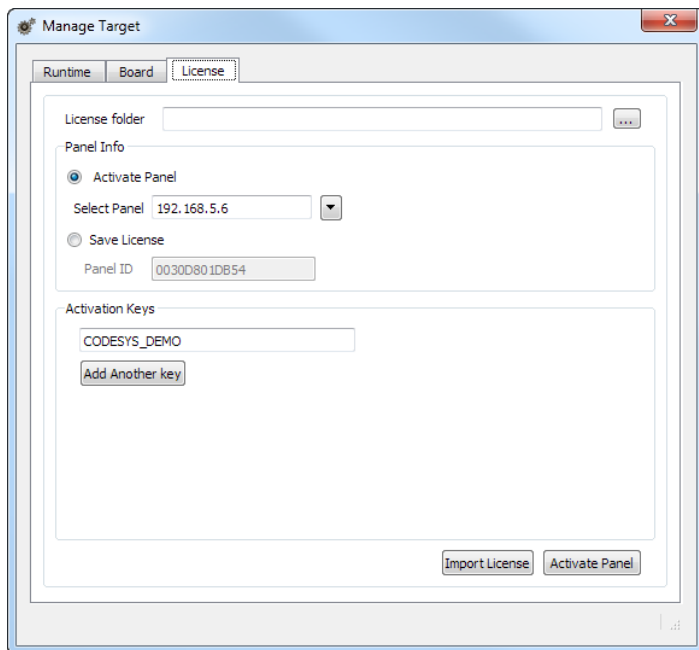 Manage Target
Runtime Board License
License folder ...
Panel Info
Activate Panel
Select Panel 192.168.5.6
Save License
Panel ID 0030D801DB54
Activation Keys
CODESYS_DEMO
Add Another key
Import License Activate Panel